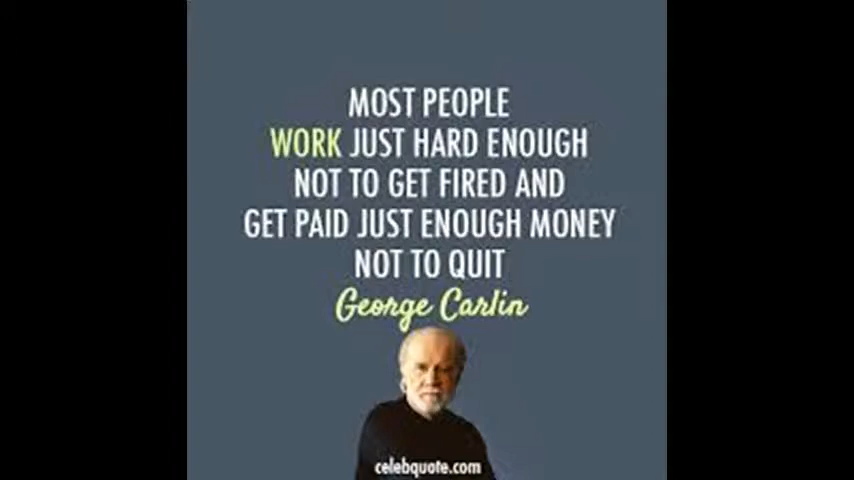 MOST PEOPLE
WORK JUST HARD ENOUGH
NOT TO GET FIRED AND
GET PAID JUST ENOUGH MONEY
NOT TO QUIT
George Carlin
celebquote.com